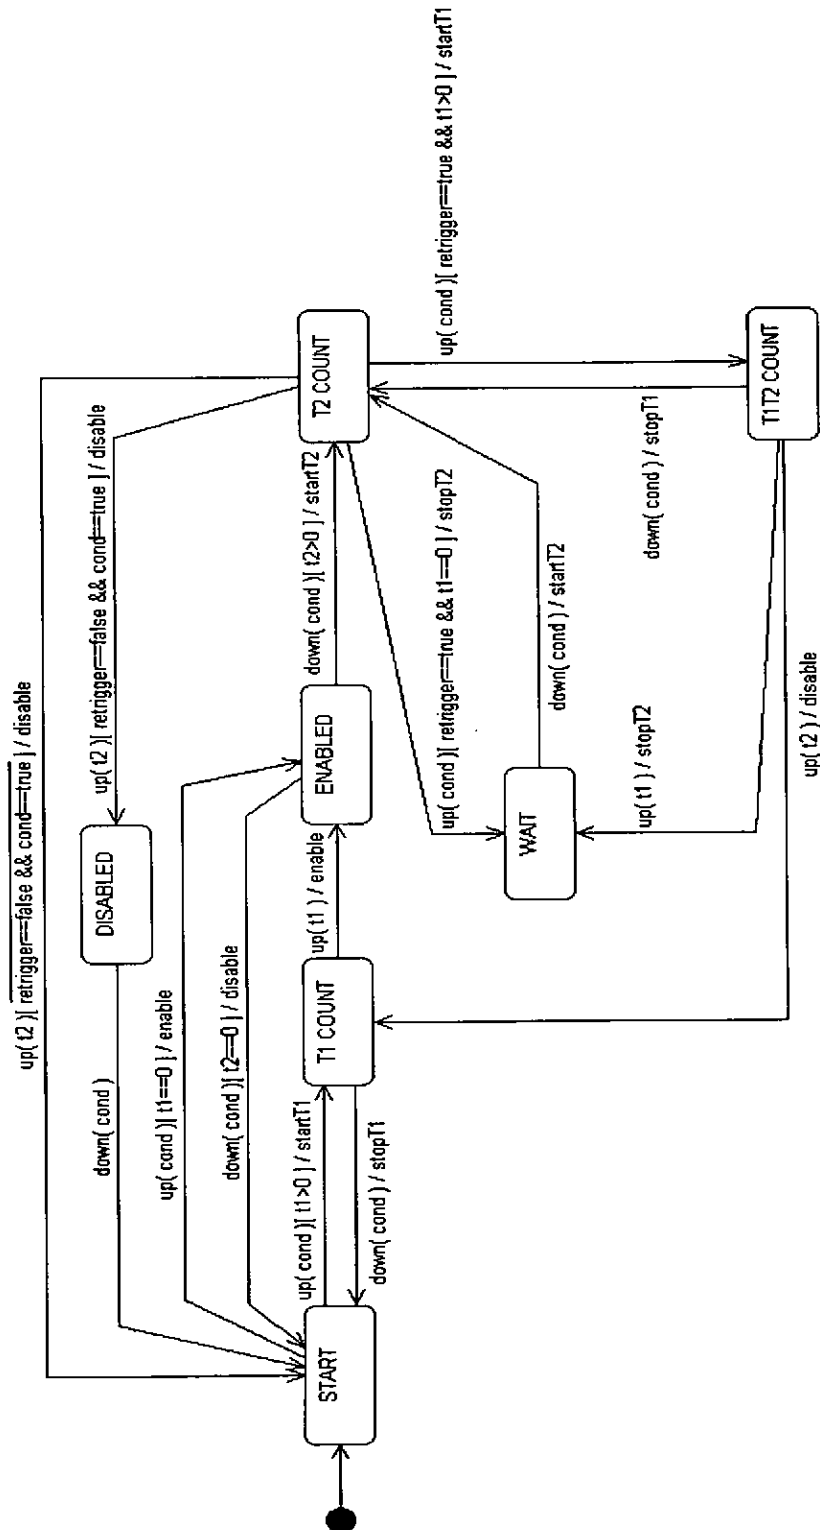 up( t2 )[ retrigger==false && cond==true ] / disable
up( t2 )[ retrigger==false && cond==true ] / disable
DISABLED
down( cond )
up( cond )[ t1==0 ] / enable
down( cond )[ t2==0 ] / disable
START
up( cond )[ t1>0 ] / startT1
down( cond ) / stopT1
T1 COUNT
up( t1 ) / enable
ENABLED
down( cond )[ t2>0 ] / startT2
T2 COUNT
up( cond )[ retrigger==true && t1>0 ] / startT1
up( cond )[ retrigger==true && t1==0 ] / stopT2
WAIT
down( cond ) / startT2
down( cond ) / stopT1
up( t1 ) / stopT2
T1T2 COUNT
up( t2 ) / disable